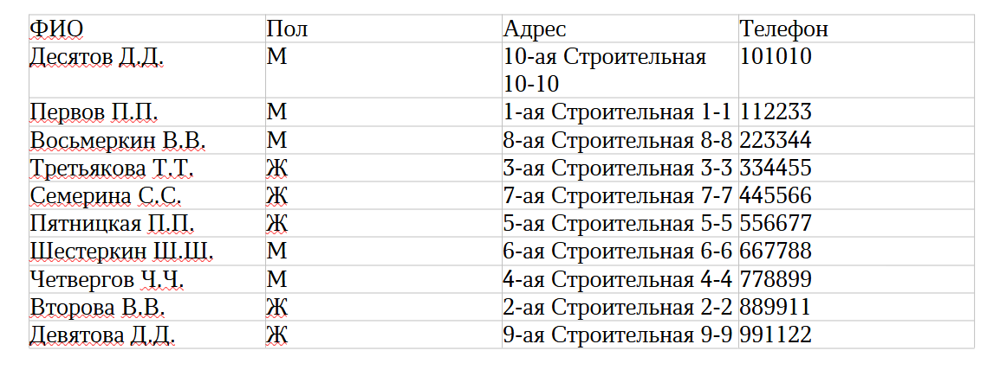 ФИО Пол Адрес Телефон
Десятов Д.Д. М 10-ая Строительная 101010
10-10
Первов П.П. М 1-ая Строительная 1-1 112233
Восьмеркин В.В. М 8-ая Строительная 8-8 223344
Третьякова Т.Т. Ж 3-ая Строительная 3-3 334455
Семерина С.С. Ж 7-ая Строительная 7-7 445566
Пятницкая П.П. Ж 5-ая Строительная 5-5 556677
Шестеркин Ш.Ш. М 6-ая Строительная 6-6 667788
Четвергов Ч.Ч. М 4-ая Строительная 4-4 778899
Второва В.В. Ж 2-ая Строительная 2-2 889911
Девятова Д.Д. Ж 9-ая Строительная 9-9 991122